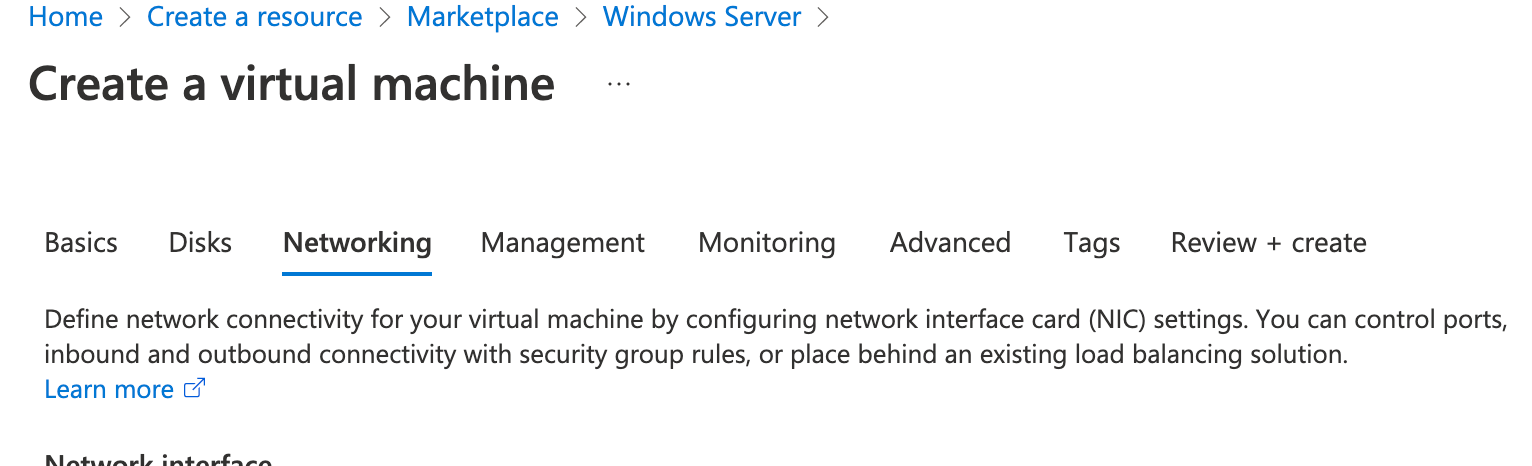 Home > Create a resource > Marketplace > Windows Server >
Create a virtual machine ...
Basics Disks Networking Management Monitoring Advanced Tags Review + create
Define network connectivity for your virtual machine by configuring network interface card (NIC) settings. You can control ports,
inbound and outbound connectivity with security group rules, or place behind an existing load balancing solution.
Learn more
Network interface